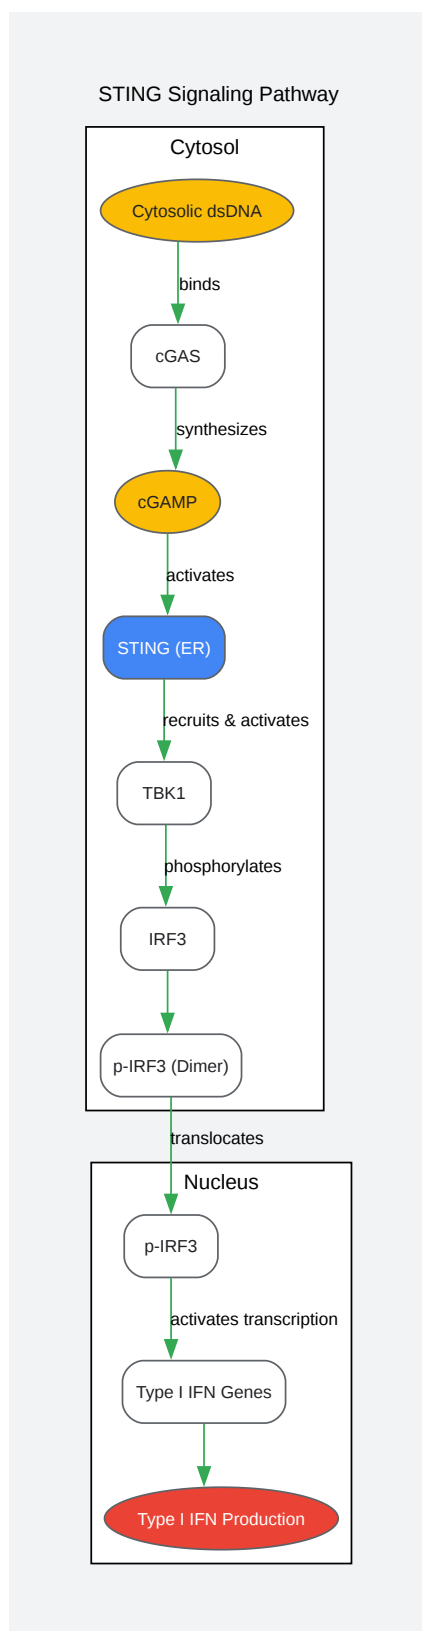 STING Signaling Pathway
Cytosol
Cytosolic dsDNA
binds
cGAS
synthesizes
cGAMP
activates
STING (ER)
recruits & activates
TBK1
phosphorylates
IRF3
p-IRF3 (Dimer)
translocates
Nucleus
p-IRF3
activates transcription
Type I IFN Genes
Type I IFN Production